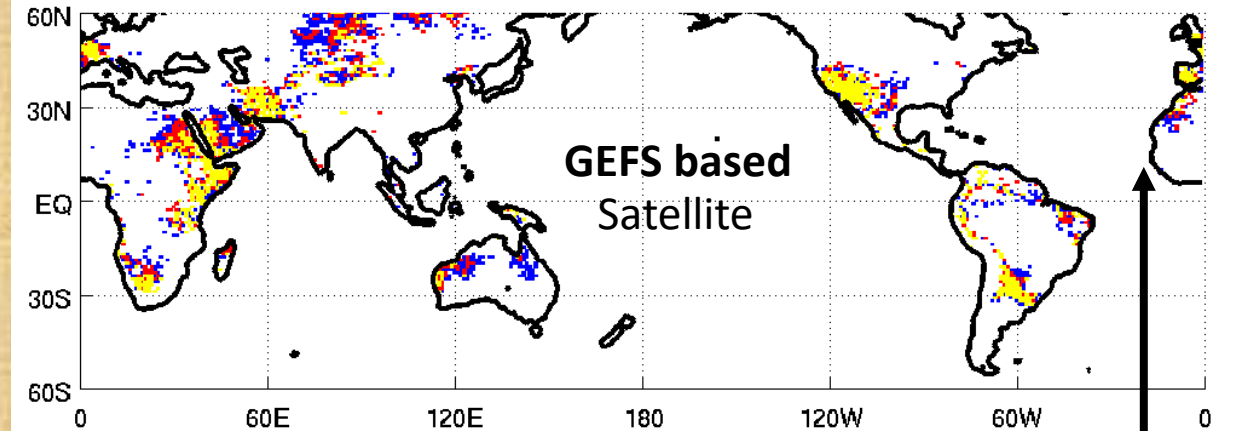 60N
30N
GEFS based
EQ
Satellite
30S
60S
0 60E 120E 180 120W 60W 0